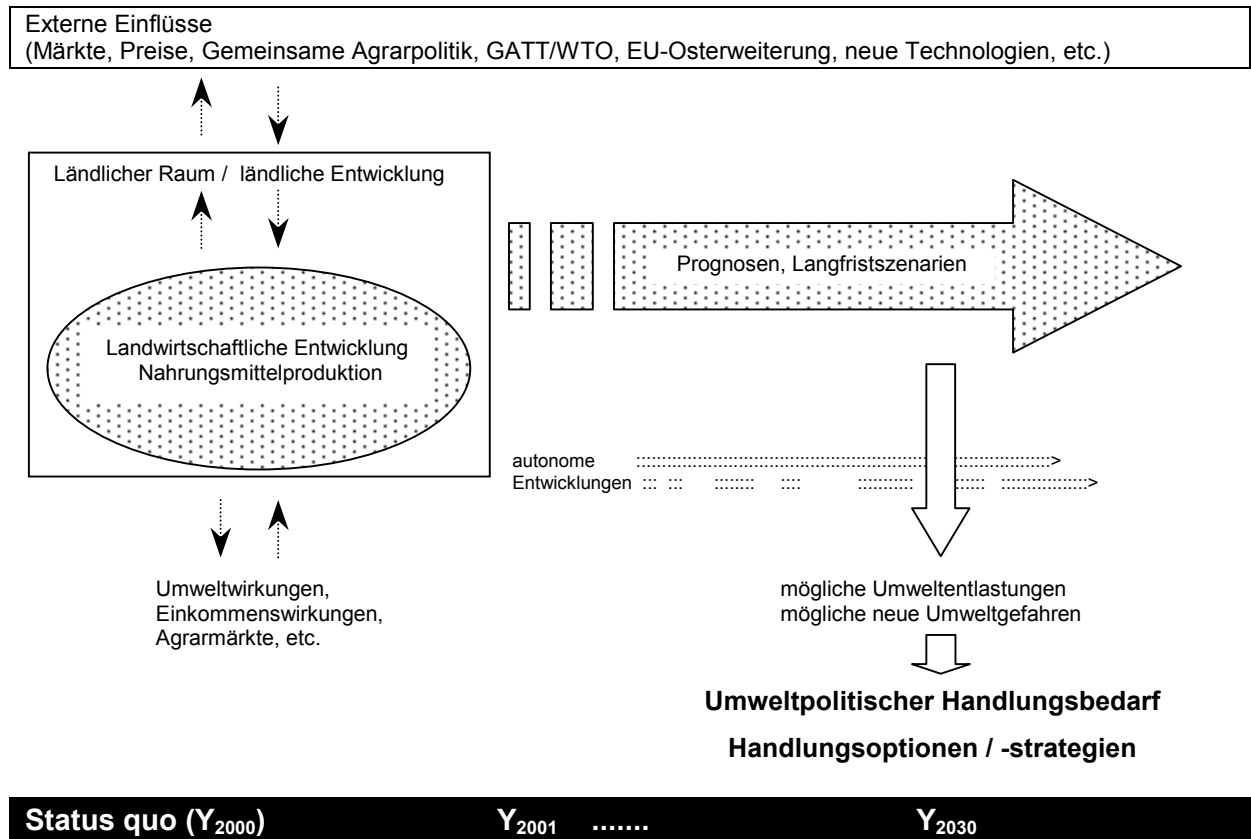 Externe Einflüsse
(Märkte, Preise, Gemeinsame Agrarpolitik, GATT/WTO, EU-Osterweiterung, neue Technologien, etc.)
Ländlicher Raum / ländliche Entwicklung
Prognosen, Langfristszenarien
Landwirtschaftliche Entwicklung
Nahrungsmittelproduktion
autonome
Entwicklungen
Umweltwirkungen,
Einkommenswirkungen,
Agrarmärkte, etc.
mögliche Umweltentlastungen
mögliche neue Umweltgefahren
Umweltpolitischer Handlungsbedarf
Handlungsoptionen / -strategien
Status quo (Y2000) Y2001 ....... Y2030